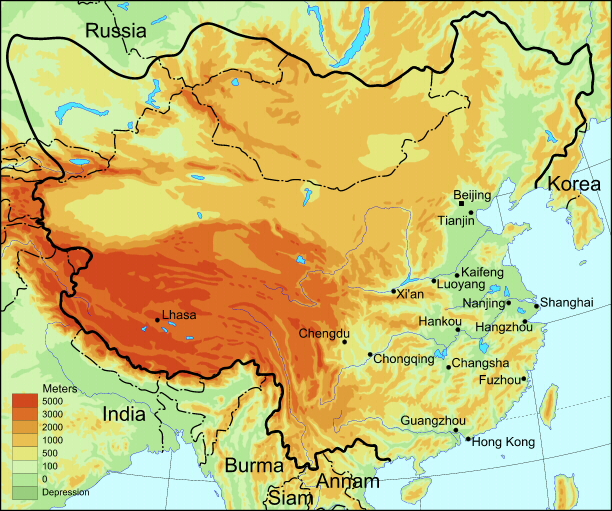 Russia
Korea
Beijing
Tianjin
Kaifeng
Luoyang
Xi'an
Nanjing
Shanghai
Lhasa
Hankou
Hangzhou
Chengdu
Chongqing
Changsha
Fuzhou
Meters
5000
3000
2000
1000
500
100
0
Depression
India
Guangzhou
Hong Kong
Burma
Annam
Siam